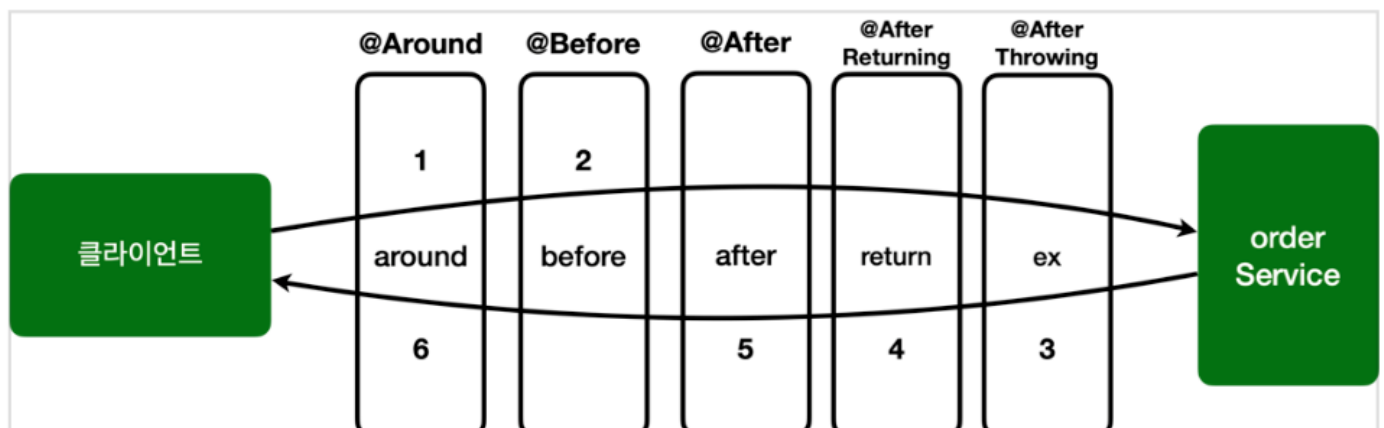 @Around
@Before
@After
@After
Returning
@After
Throwing
1
2
클라이언트
around
before
after
return
ex
order
Service
6
5
4
3